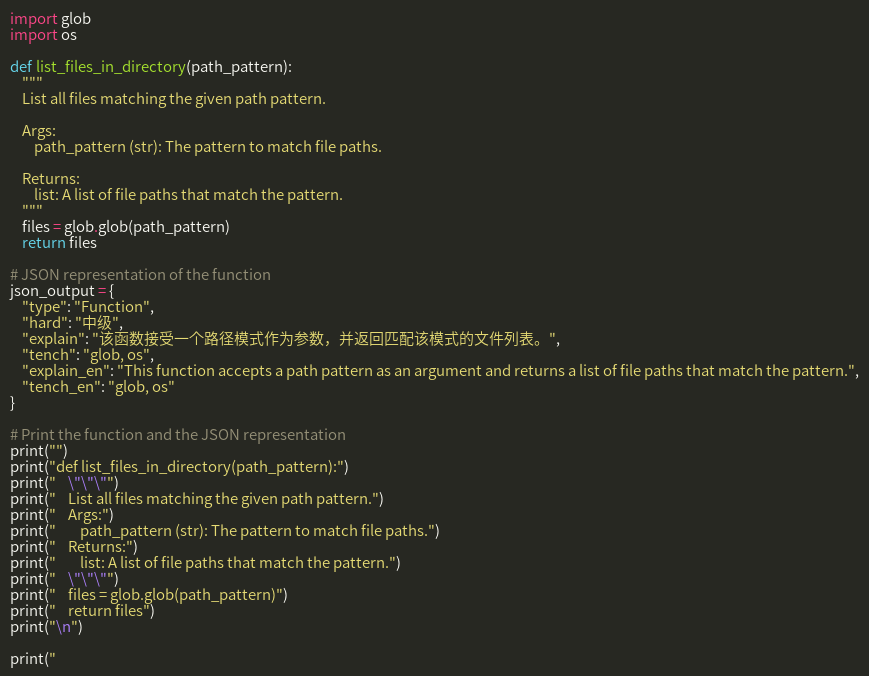 import glob
import os
def list_files_in_directory(path_pattern):
    """
    List all files matching the given path pattern.
    Args:
        path_pattern (str): The pattern to match file paths.
    Returns:
        list: A list of file paths that match the pattern.
    """
    files = glob.glob(path_pattern)
    return files
# JSON representation of the function
json_output = {
    "type": "Function",
    "hard": "中级",
    "explain": "该函数接受一个路径模式作为参数，并返回匹配该模式的文件列表。",
    "tench": "glob, os",
    "explain_en": "This function accepts a path pattern as an argument and returns a list of file paths that match the pattern.",
    "tench_en": "glob, os"
}
# Print the function and the JSON representation
print("")
print("def list_files_in_directory(path_pattern):")
print("    \"\"\"")
print("    List all files matching the given path pattern.")
print("    Args:")
print("        path_pattern (str): The pattern to match file paths.")
print("    Returns:")
print("        list: A list of file paths that match the pattern.")
print("    \"\"\"")
print("    files = glob.glob(path_pattern)")
print("    return files")
print("\n")
print("